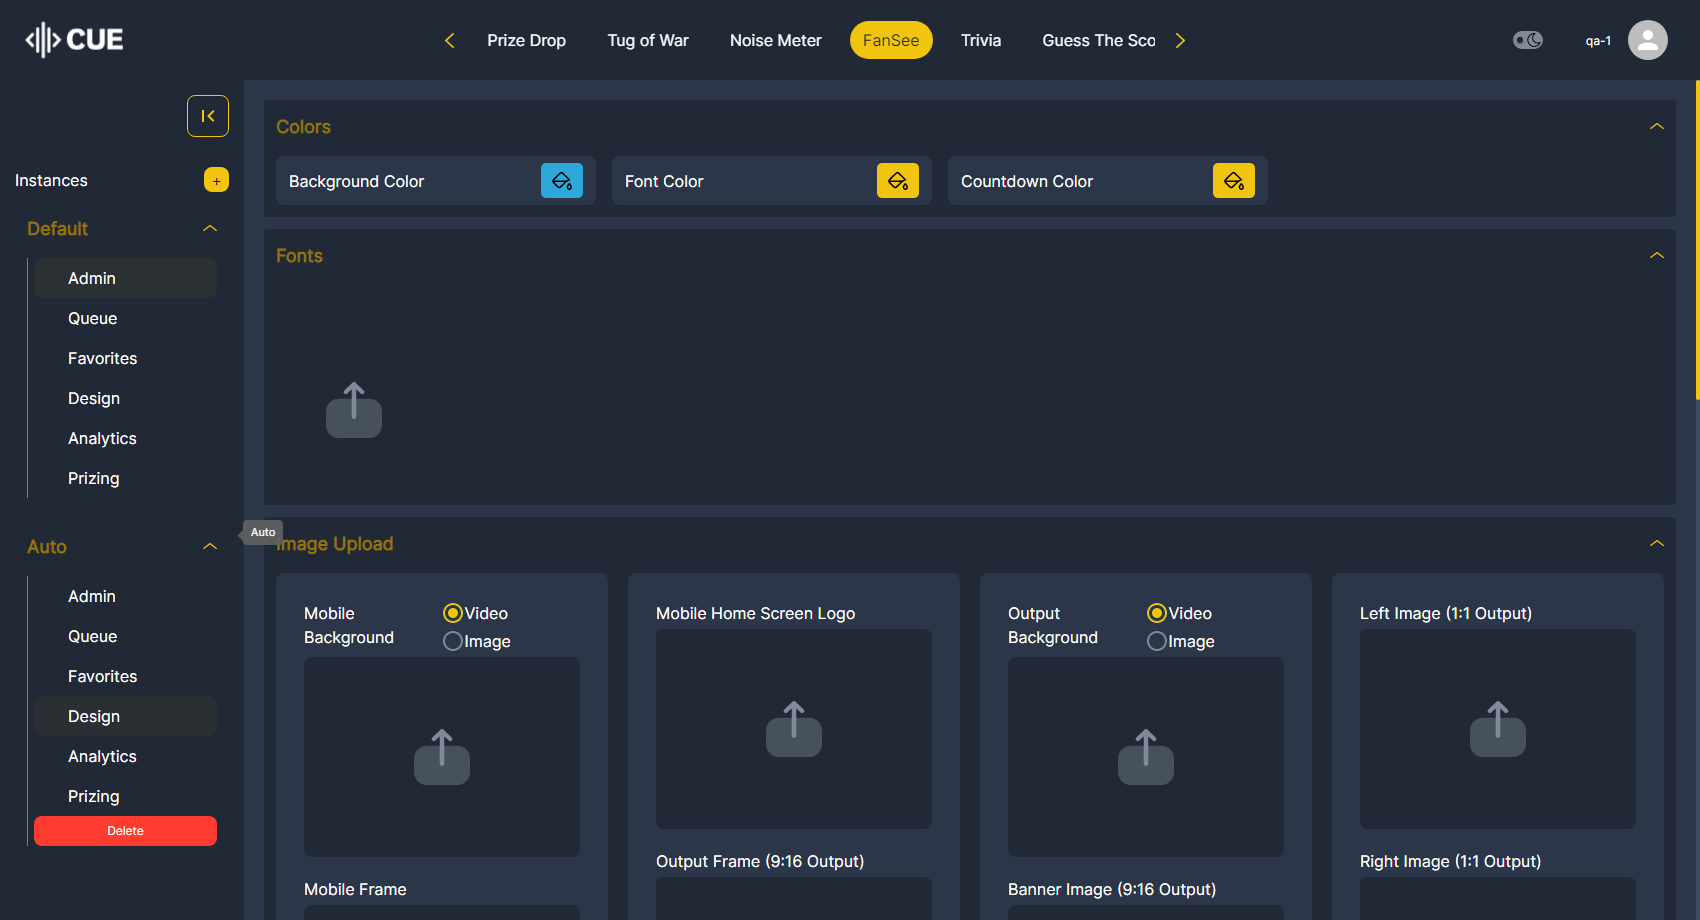 CUE
Prize Drop
Tug of War
Noise Meter
FanSee
Trivia
Guess The Sco
qa-1
Instances
+
Default
Admin
Queue
Favorites
Design
Analytics
Prizing
Auto
Admin
Queue
Favorites
Design
Analytics
Prizing
Delete
Auto
Colors
Background Color
Font Color
Countdown Color
Fonts
Image Upload
Mobile
Background
Video
Image
Mobile Home Screen Logo
Output
Background
Video
Image
Left Image (1:1 Output)
Mobile Frame
Output Frame (9:16 Output)
Banner Image (9:16 Output)
Right Image (1:1 Output)